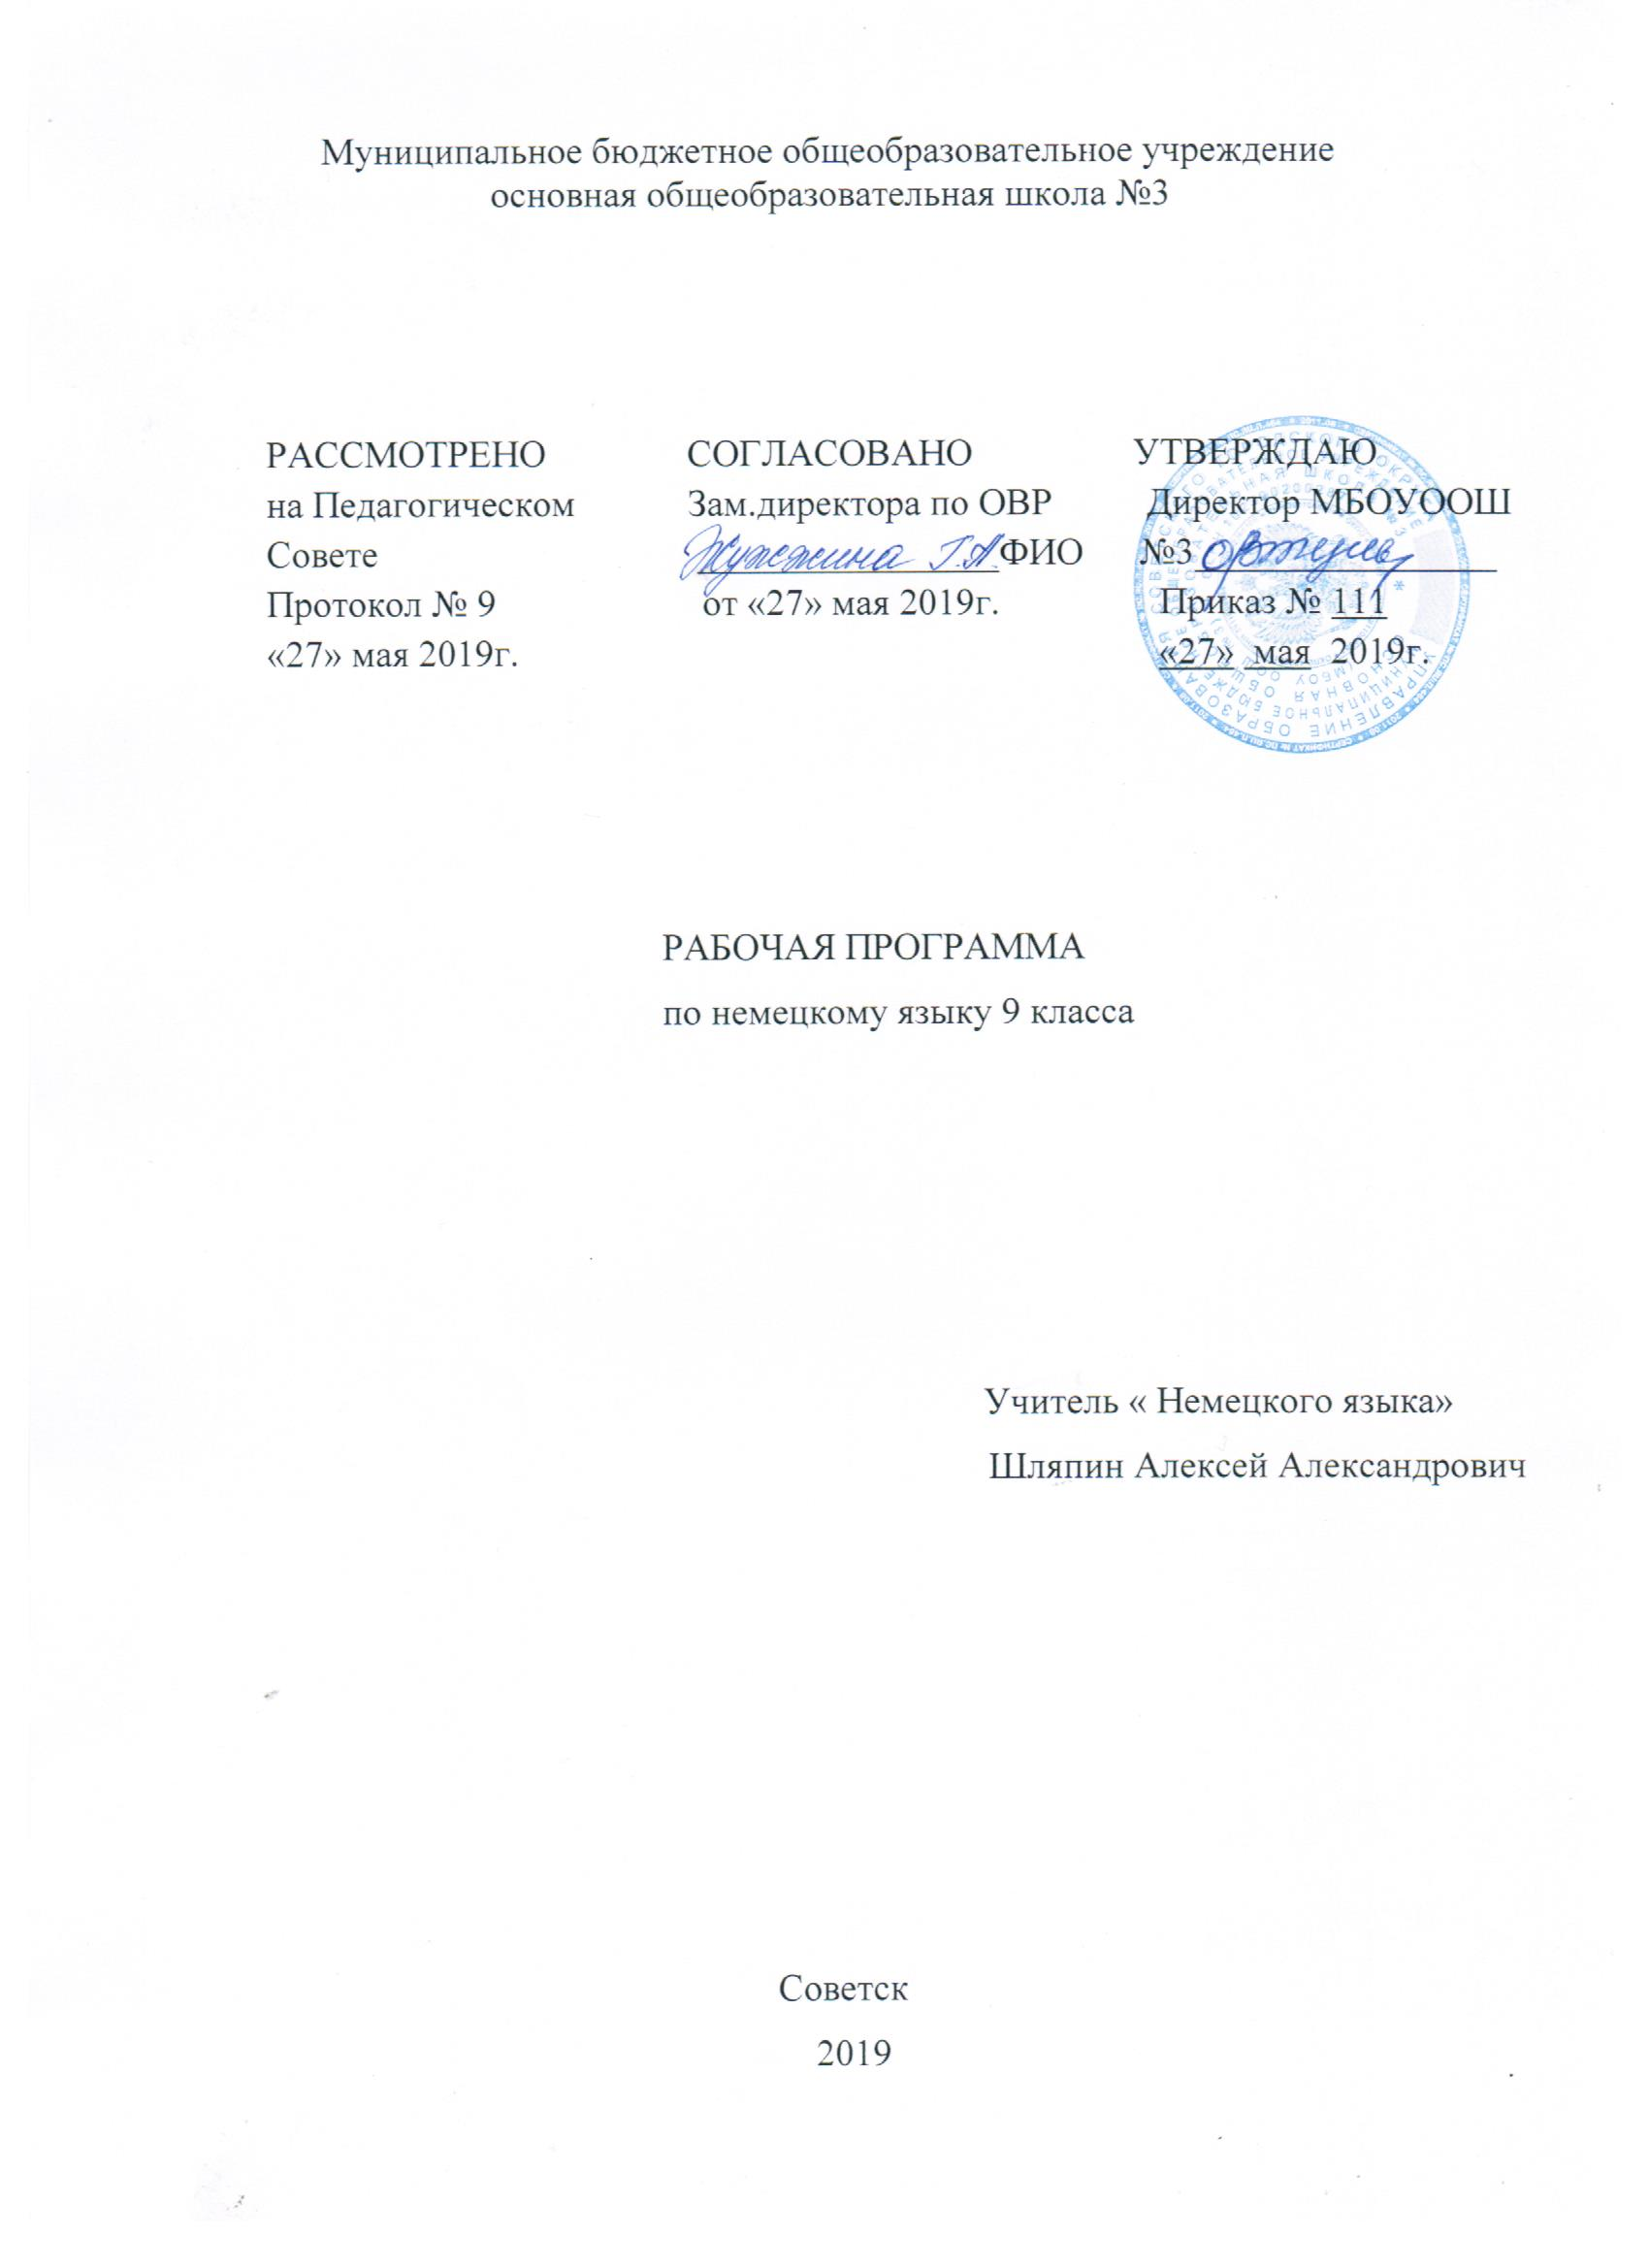 Муниципальное бюджетное общеобразовательное учреждение
основная общеобразовательная школа №3
РАССМОТРЕНО
на Педагогическом
Совете
Протокол № 9
«27» мая 2019г.
СОГЛАСОВАНО
Зам.директора по ОВР
Жужжина Г.А. ФИО
от «27» мая 2019г.
УТВЕРЖДАЮ
Директор МБОУООШ
№3
Приказ № 111
«27» мая 2019г.
РАБОЧАЯ ПРОГРАММА
по немецкому языку 9 класса
Учитель « Немецкого языка»
Шляпин Алексей Александрович
Советск
2019